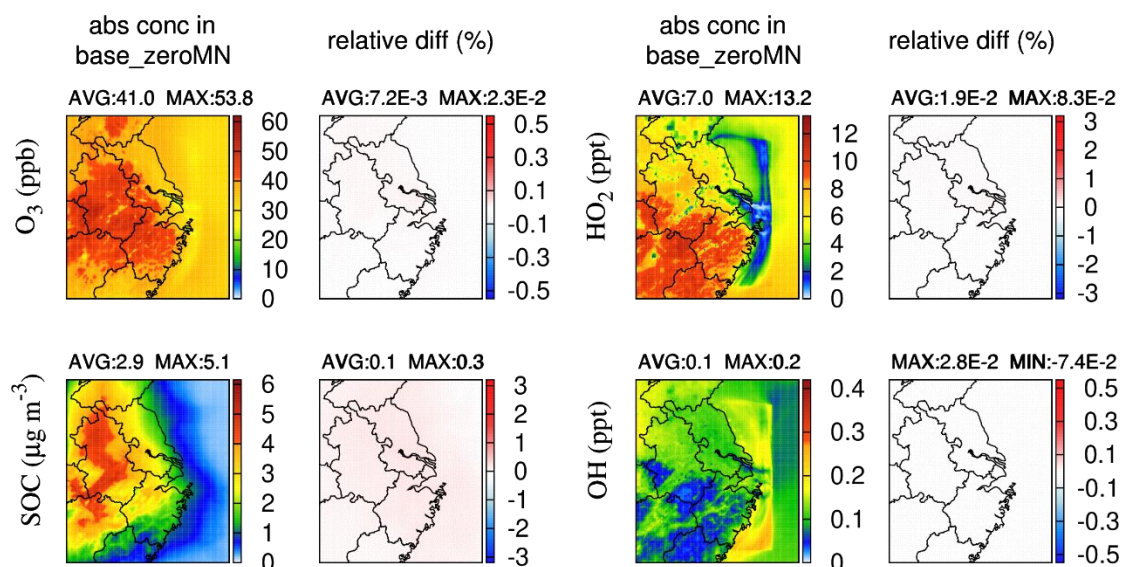 abs conc in
base_zeroMN
relative diff (%)
abs conc in
base_zeroMN
relative diff (%)
AVG:41.0 MAX:53.8
AVG:7.2E-3 MAX:2.3E-2
AVG:7.0 MAX:13.2
AVG:1.9E-2 MAX:8.3E-2
O3 (ppb)
60
50
40
30
20
10
0
0.5
0.3
0.1
-0.1
-0.3
-0.5
HO2 (ppt)
12
10
8
6
4
2
0
3
2
1
0
-1
-2
-3
AVG:2.9 MAX:5.1
AVG:0.1 MAX:0.3
AVG:0.1 MAX:0.2
MAX:2.8E-2 MIN:-7.4E-2
SOC (µg m−3)
6
5
4
3
2
1
0
3
2
1
0
-1
-2
-3
OH (ppt)
0.4
0.3
0.2
0.1
0
0.5
0.3
0.1
-0.1
-0.3
-0.5